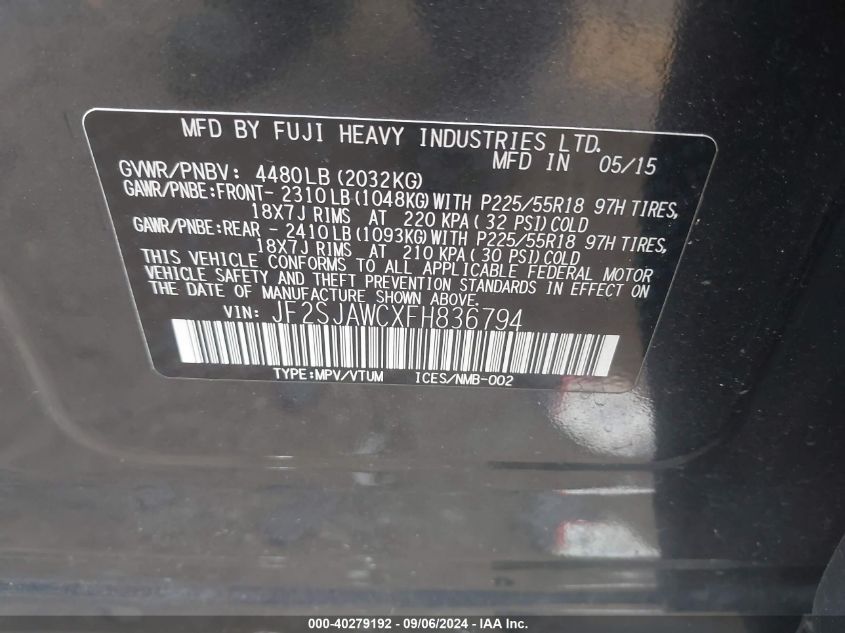 MFD BY FUJI HEAVY INDUSTRIES LTD.
MFD IN 05/15
GVWR/PNBV: 4480LB (2032KG)
GAWR/PNBE:FRONT- 2310LB (1048KG) WITH P225/55R18 97H TIRES,
18X7J RIMS AT 220 KPA ( 32 PSI) COLD
GAWR/PNBE:REAR - 2410LB (1093KG) WITH P225/55R18 97H TIRES,
18X7J RIMS AT 210 KPA ( 30 PSI) COLD
THIS VEHICLE CONFORMS TO ALL APPLICABLE FEDERAL MOTOR
VEHICLE SAFETY AND THEFT PREVENTION STANDARDS IN EFFECT ON
THE DATE OF MANUFACTURE SHOWN ABOVE.
VIN: JF2SJAWCXFH836794
TYPE:MPV/VTUM ICES/NMB-002
000-40279192 - 09/06/2024 - IAA Inc.